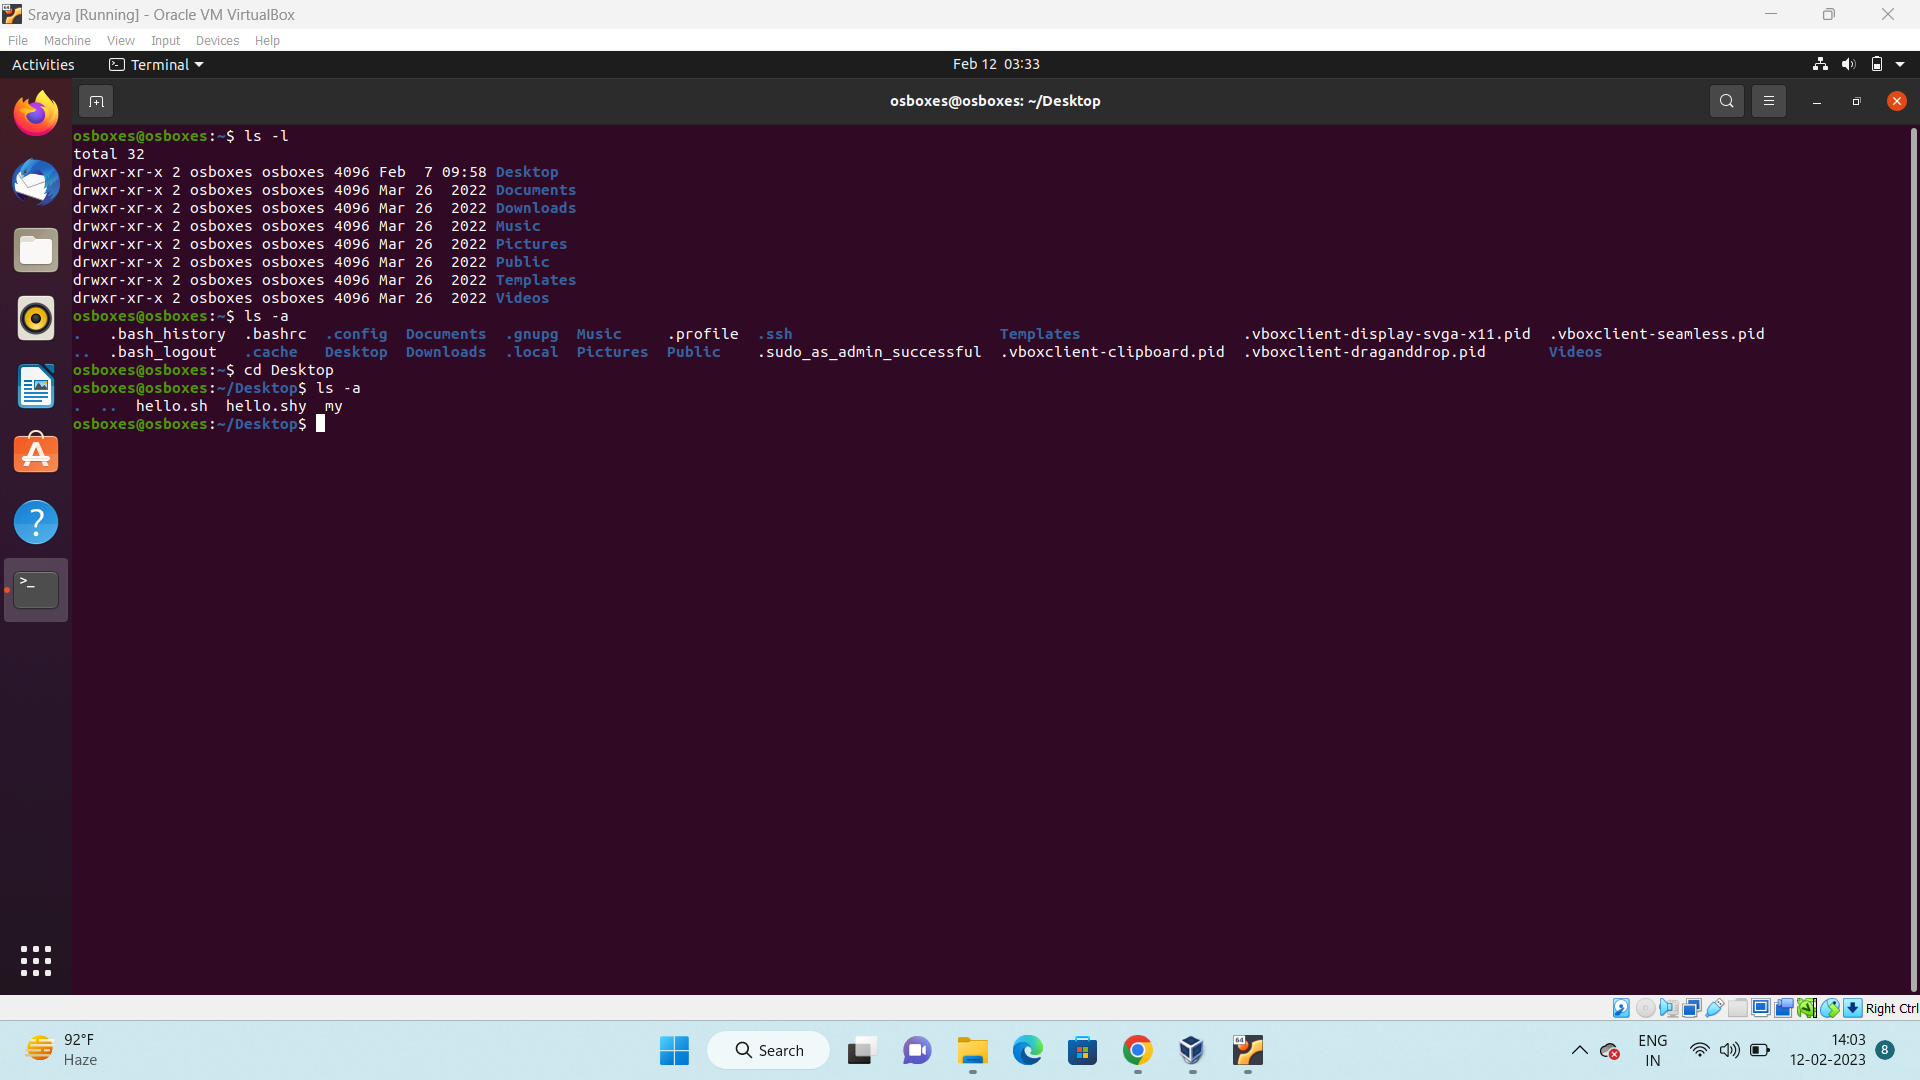 Sravya [Running] - Oracle VM VirtualBox
File Machine View Input Devices Help
Activities Terminal Feb 12 03:33
osboxes@osboxes: ~/Desktop
osboxes@osboxes:~$ ls -l
total 32
drwxr-xr-x 2 osboxes osboxes 4096 Feb  7 09:58 Desktop
drwxr-xr-x 2 osboxes osboxes 4096 Mar 26  2022 Documents
drwxr-xr-x 2 osboxes osboxes 4096 Mar 26  2022 Downloads
drwxr-xr-x 2 osboxes osboxes 4096 Mar 26  2022 Music
drwxr-xr-x 2 osboxes osboxes 4096 Mar 26  2022 Pictures
drwxr-xr-x 2 osboxes osboxes 4096 Mar 26  2022 Public
drwxr-xr-x 2 osboxes osboxes 4096 Mar 26  2022 Templates
drwxr-xr-x 2 osboxes osboxes 4096 Mar 26  2022 Videos
osboxes@osboxes:~$ ls -a
.   .bash_history  .bashrc  .config  Documents  .gnupg  Music     .profile  .ssh                       Templates                  .vboxclient-display-svga-x11.pid  .vboxclient-seamless.pid
..  .bash_logout   .cache   Desktop  Downloads  .local  Pictures  Public    .sudo_as_admin_successful  .vboxclient-clipboard.pid  .vboxclient-draganddrop.pid       Videos
osboxes@osboxes:~$ cd Desktop
osboxes@osboxes:~/Desktop$ ls -a
.  ..  hello.sh  hello.shy  my
osboxes@osboxes:~/Desktop$
Right Ctrl
92°F
Haze
Search
64
ENG
IN
14:03
12-02-2023
8